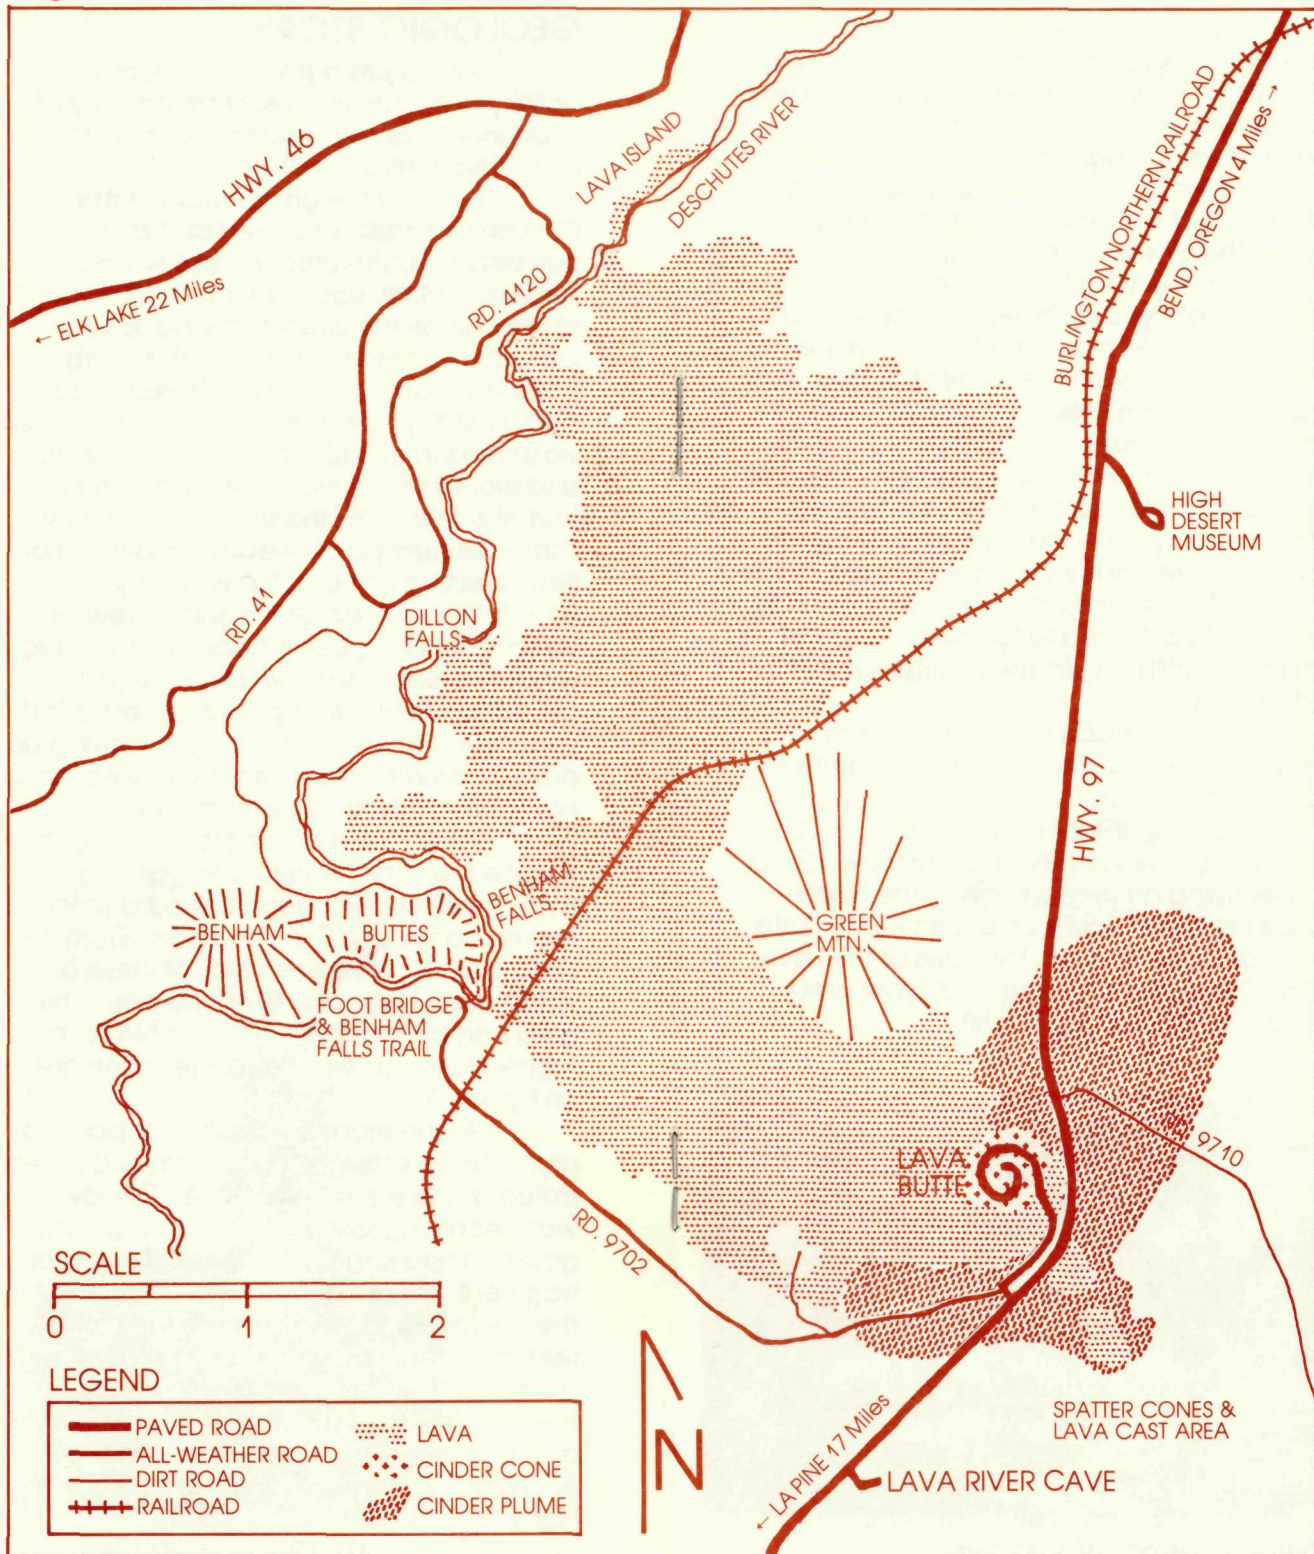 HWY. 46
← ELK LAKE 22 Miles
LAVA ISLAND
DESCHUTES RIVER
BURLINGTON NORTHERN RAILROAD
BEND, OREGON 4 Miles →
RD. 4120
HIGH
DESERT
MUSEUM
RD. 41
DILLON
FALLS
HWY. 97
BENHAM
FALLS
BENHAM
BUTTES
GREEN
MTN.
FOOT BRIDGE
& BENHAM
FALLS TRAIL
9710
LAVA
BUTTE
RD. 9702
SCALE
0 1 2
LEGEND
PAVED ROAD
ALL-WEATHER ROAD
DIRT ROAD
RAILROAD
LAVA
CINDER CONE
CINDER PLUME
N
SPATTER CONES &
LAVA CAST AREA
← LA PINE 17 Miles
LAVA RIVER CAVE